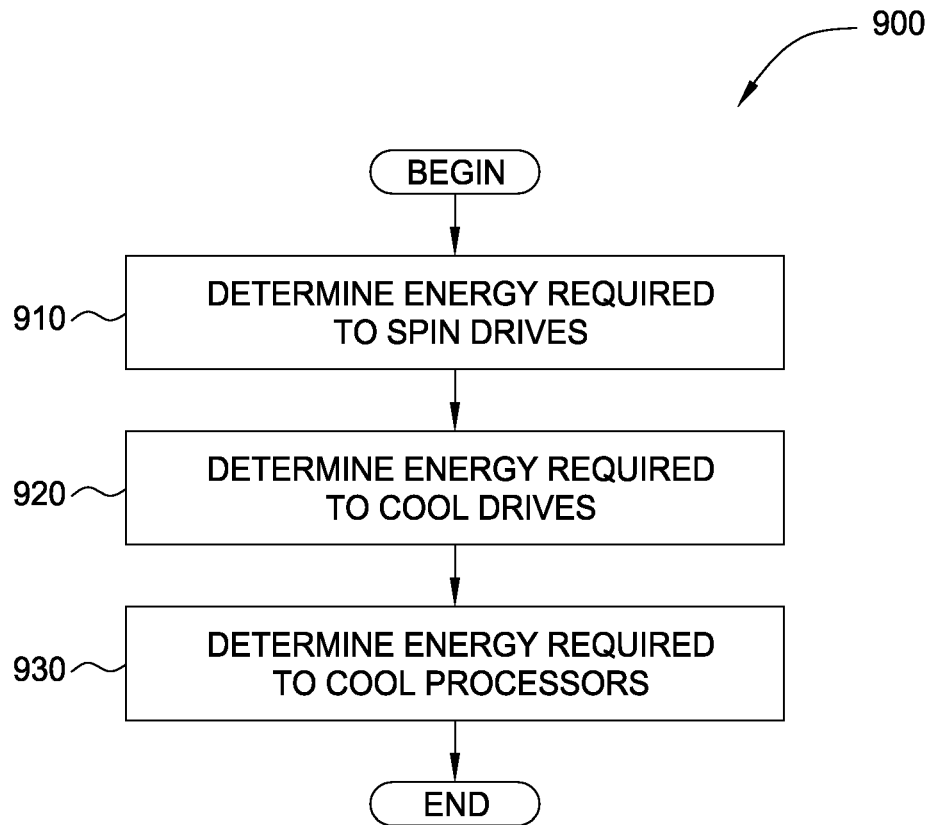 900
BEGIN
910
DETERMINE ENERGY REQUIRED
TO SPIN DRIVES
920
DETERMINE ENERGY REQUIRED
TO COOL DRIVES
930
DETERMINE ENERGY REQUIRED
TO COOL PROCESSORS
END